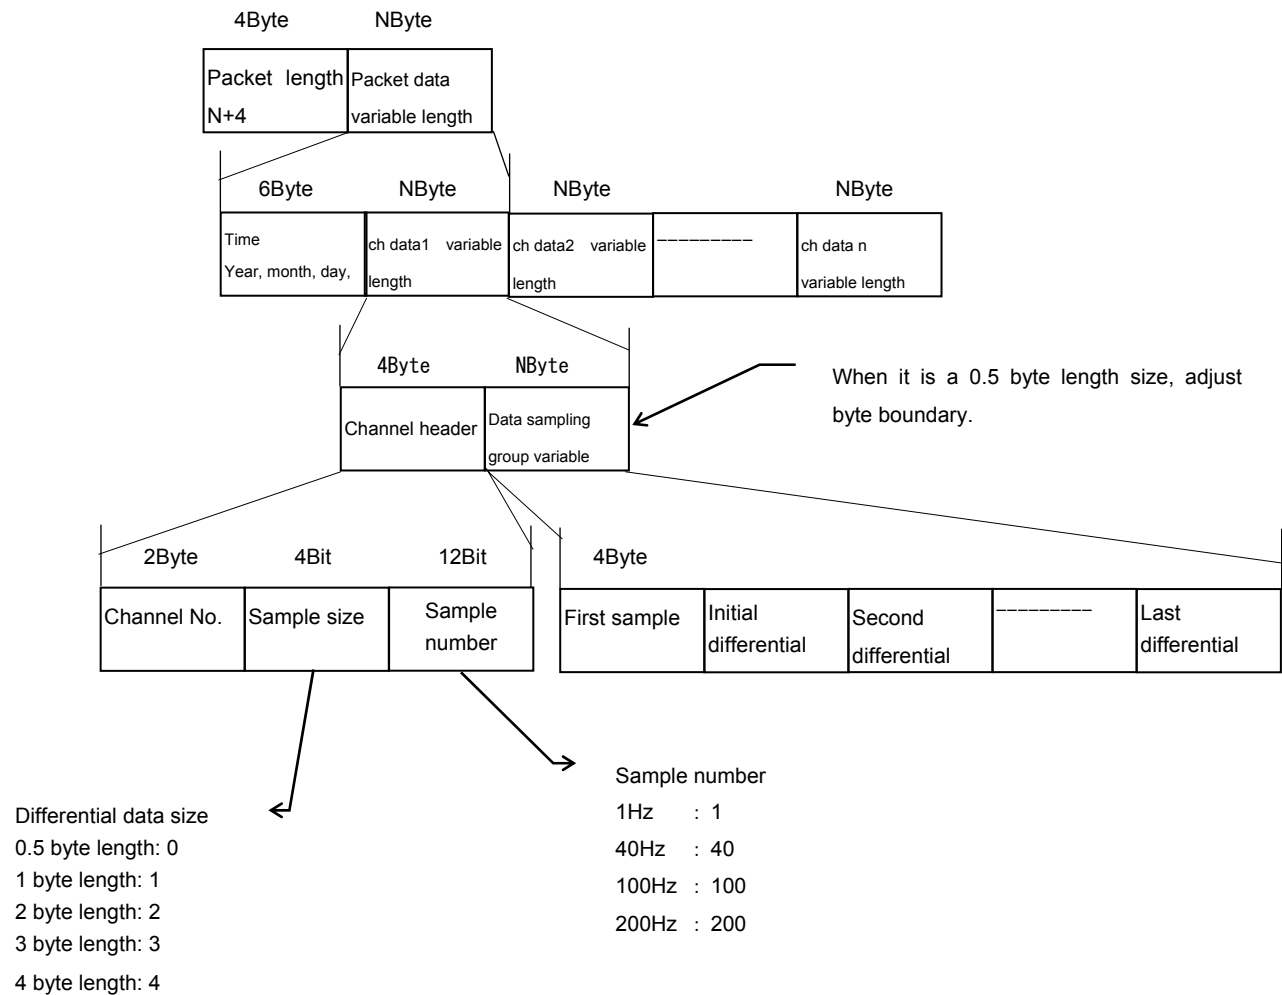 4Byte NByte
Packet length Packet data
N+4 variable length
6Byte NByte NByte NByte
Time ch data1 variable ch data2 variable ---------- ch data n
Year, month, day, length length variable length
4Byte NByte
When it is a 0.5 byte length size, adjust
byte boundary.
Channel header Data sampling
group variable
2Byte 4Bit 12Bit 4Byte
Channel No. Sample size Sample First sample Initial Second ---------- Last
number differential differential differential
Sample number
1Hz : 1
40Hz : 40
100Hz : 100
200Hz : 200
Differential data size
0.5 byte length: 0
1 byte length: 1
2 byte length: 2
3 byte length: 3
4 byte length: 4